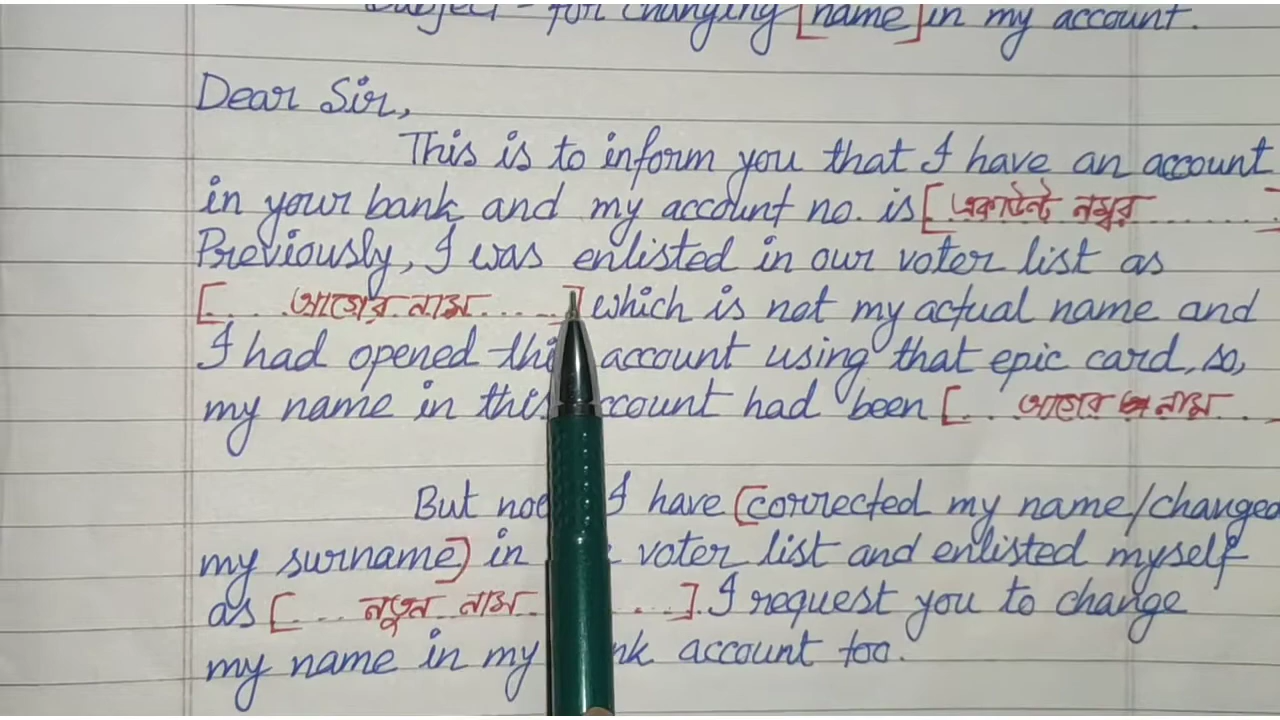 Subject - for changing [name] in my account.
Dear Sir,
This is to inform you that I have an account
in your bank and my account no. is [ একাউন্ট নম্বর ........ ]
Previously, I was enlisted in our voter list as
[... আগের নাম ......] which is not my actual name and
I had opened this account using that epic card, so,
my name in this account had been [... আগের নাম ...
But now I have [corrected my name/changed
my surname] in voter list and enlisted myself
as [.... নতুন নাম ...]. I request you to change
my name in my bank account too.